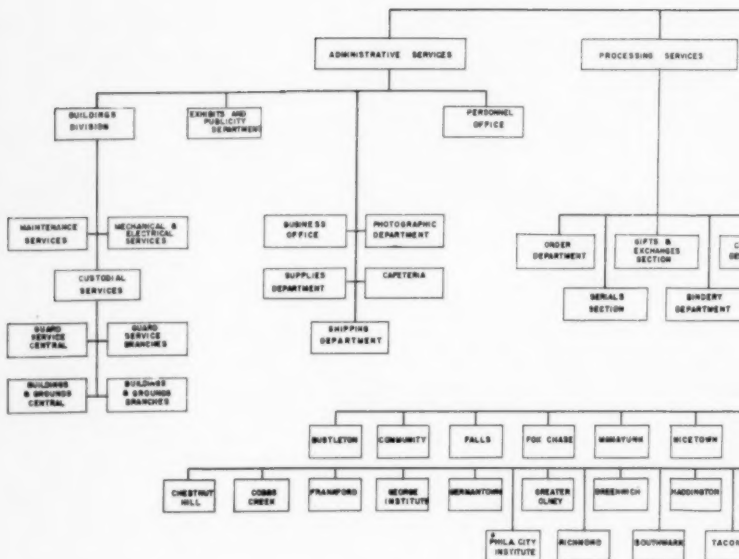 ADMINISTRATIVE SERVICES
PROCESSING SERVICES
BUILDINGS
DIVISION
EXHIBITS AND
PUBLICITY
DEPARTMENT
PERSONNEL
OFFICE
MAINTENANCE
SERVICES
MECHANICAL &
ELECTRICAL
SERVICES
BUSINESS
OFFICE
PHOTOGRAPHIC
DEPARTMENT
ORDER
DEPARTMENT
GIFTS &
EXCHANGES
SECTION
CUSTODIAL
SERVICES
SUPPLIES
DEPARTMENT
CAFETERIA
SERIALS
SECTION
BINDERY
DEPARTMENT
GUARD
SERVICE
CENTRAL
GUARD
SERVICE
BRANCHES
SHIPPING
DEPARTMENT
BUILDINGS
& GROUNDS
CENTRAL
BUILDINGS
& GROUNDS
BRANCHES
BUSTLETON
COMMUNITY
FALLS
FOX CHASE
MANAYUNK
NICETOWN
CHESTNUT
HILL
COBBS
CREEK
FRANKFORD
GEORGE
INSTITUTE
GERMANTOWN
GREATER
OLNEY
GREENWICH
HADDINGTON
PHILA. CITY
INSTITUTE
RICHMOND
SOUTHWARK
TACON